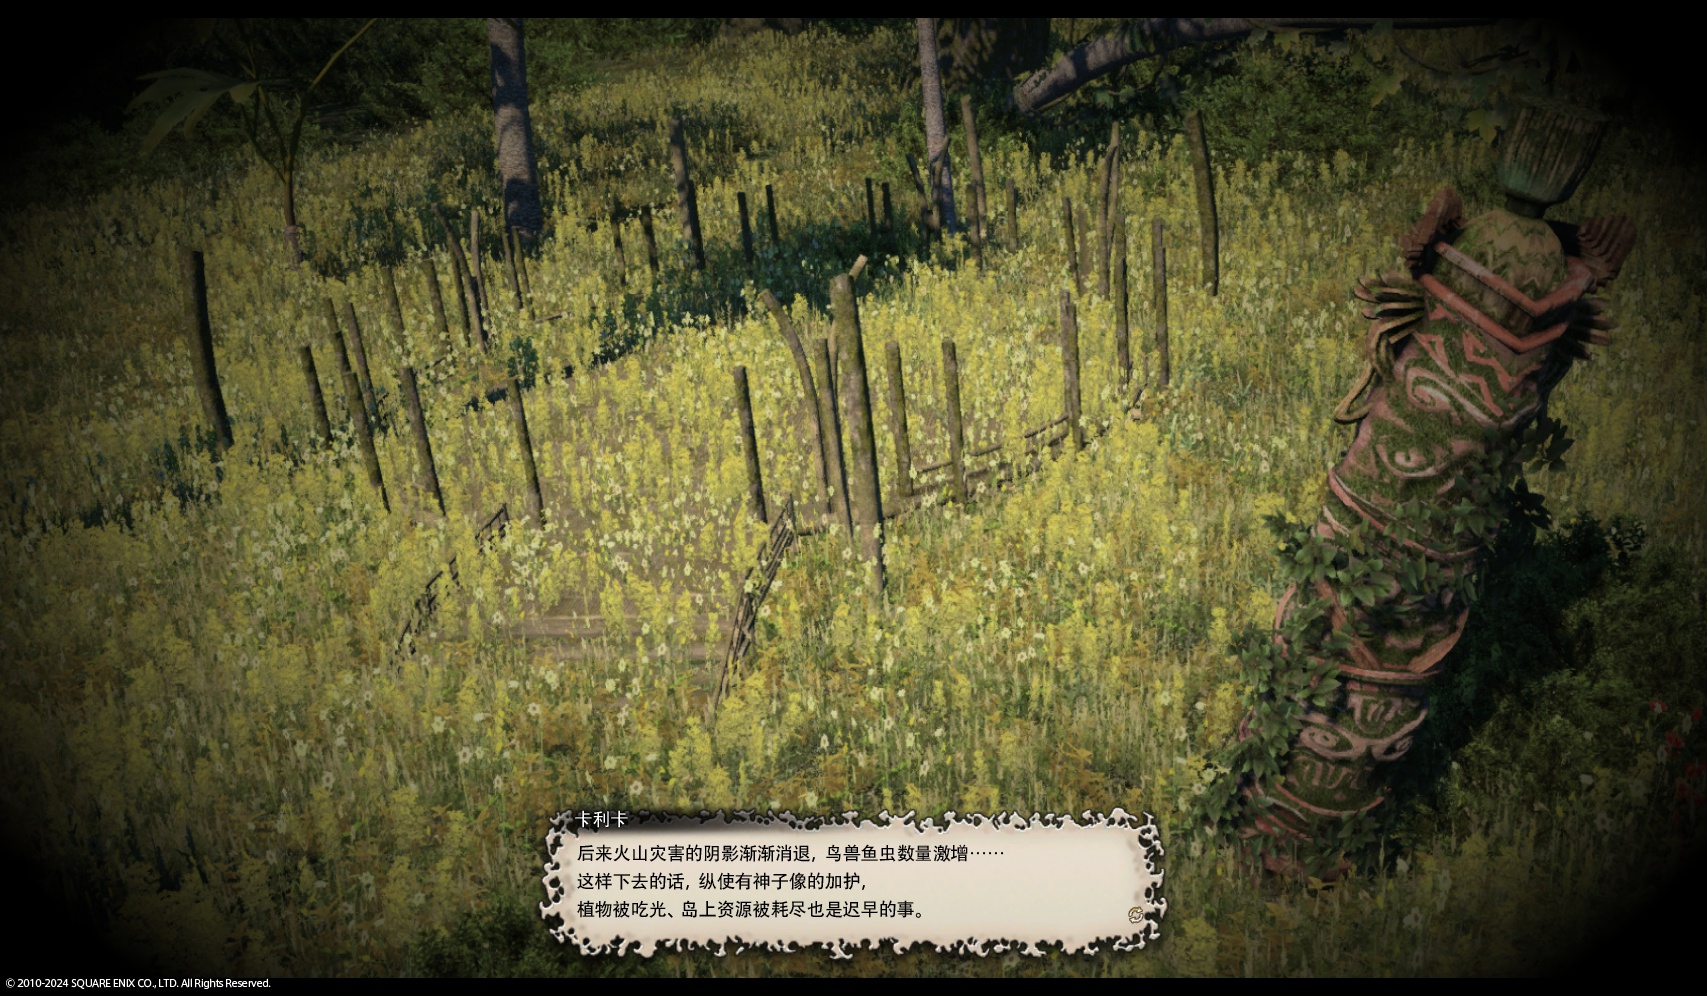 卡利卡
后来火山灾害的阴影渐渐消退，鸟兽鱼虫数量激增……
这样下去的话，纵使有神子像的加护，
植物被吃光、岛上资源被耗尽也是迟早的事。
© 2010-2024 SQUARE ENIX CO., LTD. All Rights Reserved.